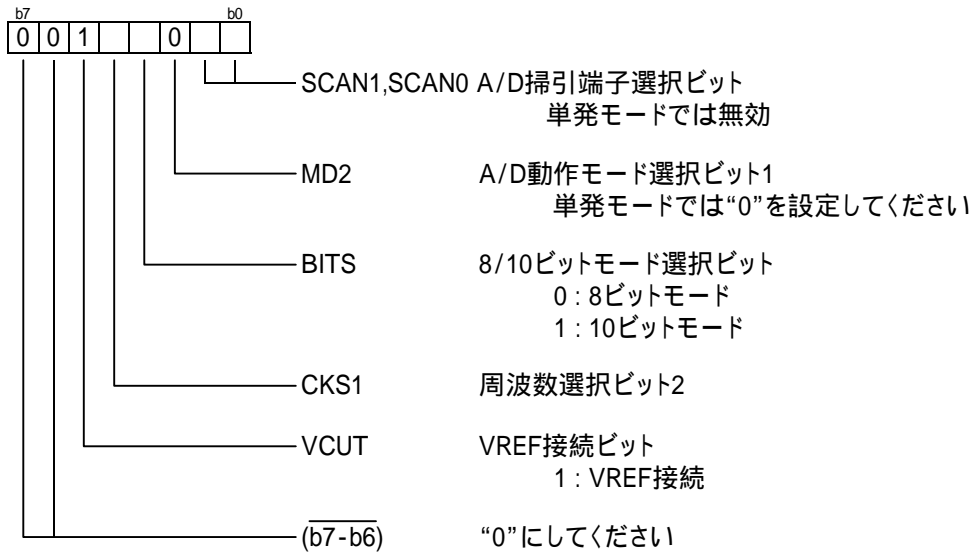 b7 b0
0 0 1 0
SCAN1,SCAN0 A/D掃引端子選択ビット
単発モードでは無効
MD2 A/D動作モード選択ビット1
単発モードでは“0”を設定してください
BITS 8/10ビットモード選択ビット
0 : 8ビットモード
1 : 10ビットモード
CKS1 周波数選択ビット2
VCUT VREF接続ビット
1 : VREF接続
(b7-b6) “0”にしてください